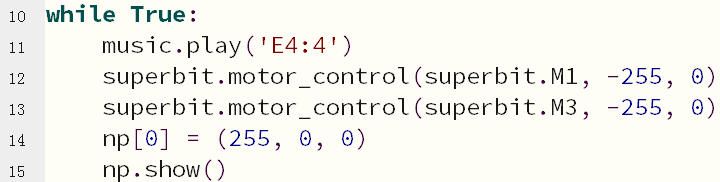 10 while True:
11     music.play('E4:4')
12     superbit.motor_control(superbit.M1, -255, 0)
13     superbit.motor_control(superbit.M3, -255, 0)
14     np[0] = (255, 0, 0)
15     np.show()